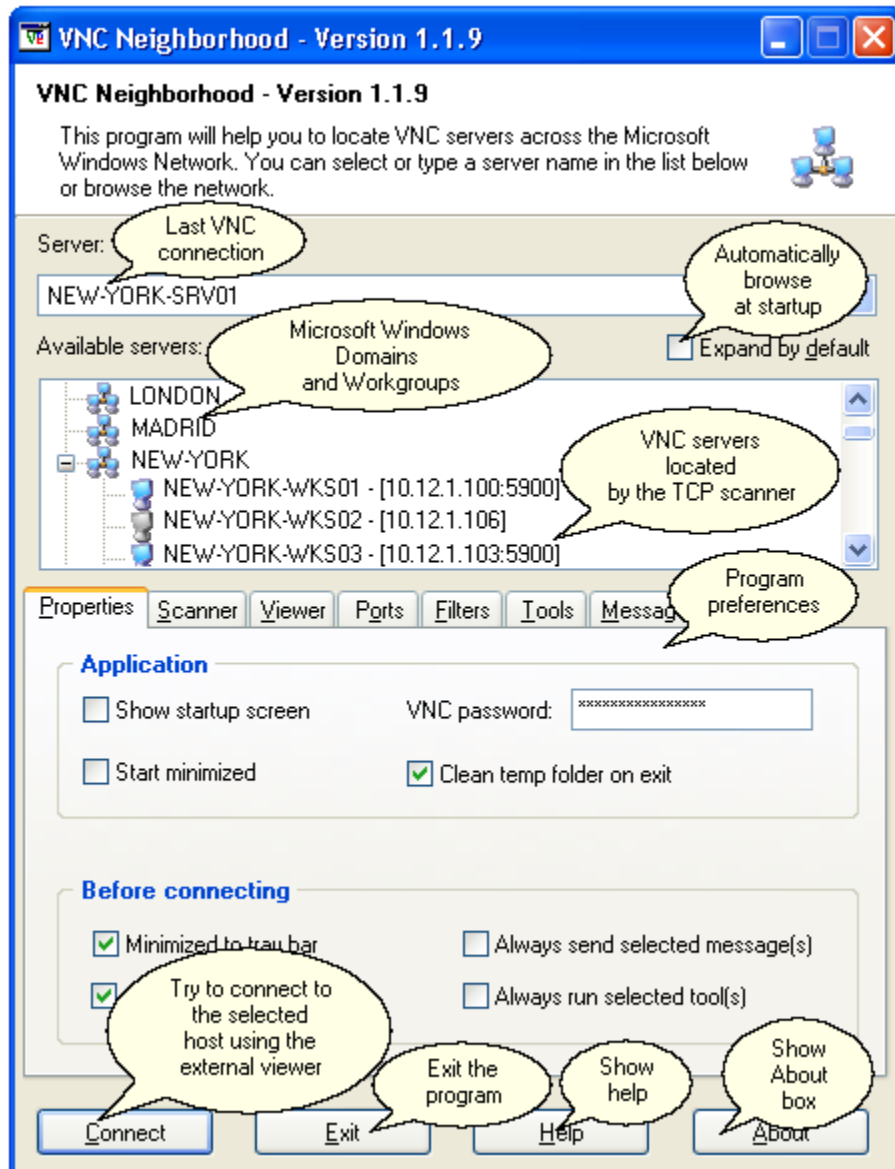 VNC Neighborhood - Version 1.1.9
VNC Neighborhood - Version 1.1.9
This program will help you to locate VNC servers across the Microsoft
Windows Network. You can select or type a server name in the list below
or browse the network.
Server:
Last VNC
connection
NEW-YORK-SRV01
Automatically
browse
at startup
Available servers:
Microsoft Windows
Domains
and Workgroups
Expand by default
LONDON
MADRID
NEW-YORK
NEW-YORK-WKS01 - [10.12.1.100:5900]
NEW-YORK-WKS02 - [10.12.1.106]
NEW-YORK-WKS03 - [10.12.1.103:5900]
VNC servers
located
by the TCP scanner
Program
preferences
Properties Scanner Viewer Ports Filters Tools Messag
Application
Show startup screen VNC password: ****************
Start minimized Clean temp folder on exit
Before connecting
Minimized to tray bar Always send selected message(s)
Always run selected tool(s)
Try to connect to
the selected
host using the
external viewer
Exit the
program
Show
help
Show
About
box
Connect Exit Help About